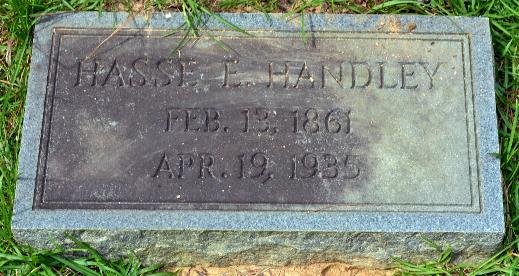 HASSE E. HANDLEY
FEB. 13, 1861
APR. 19, 1935